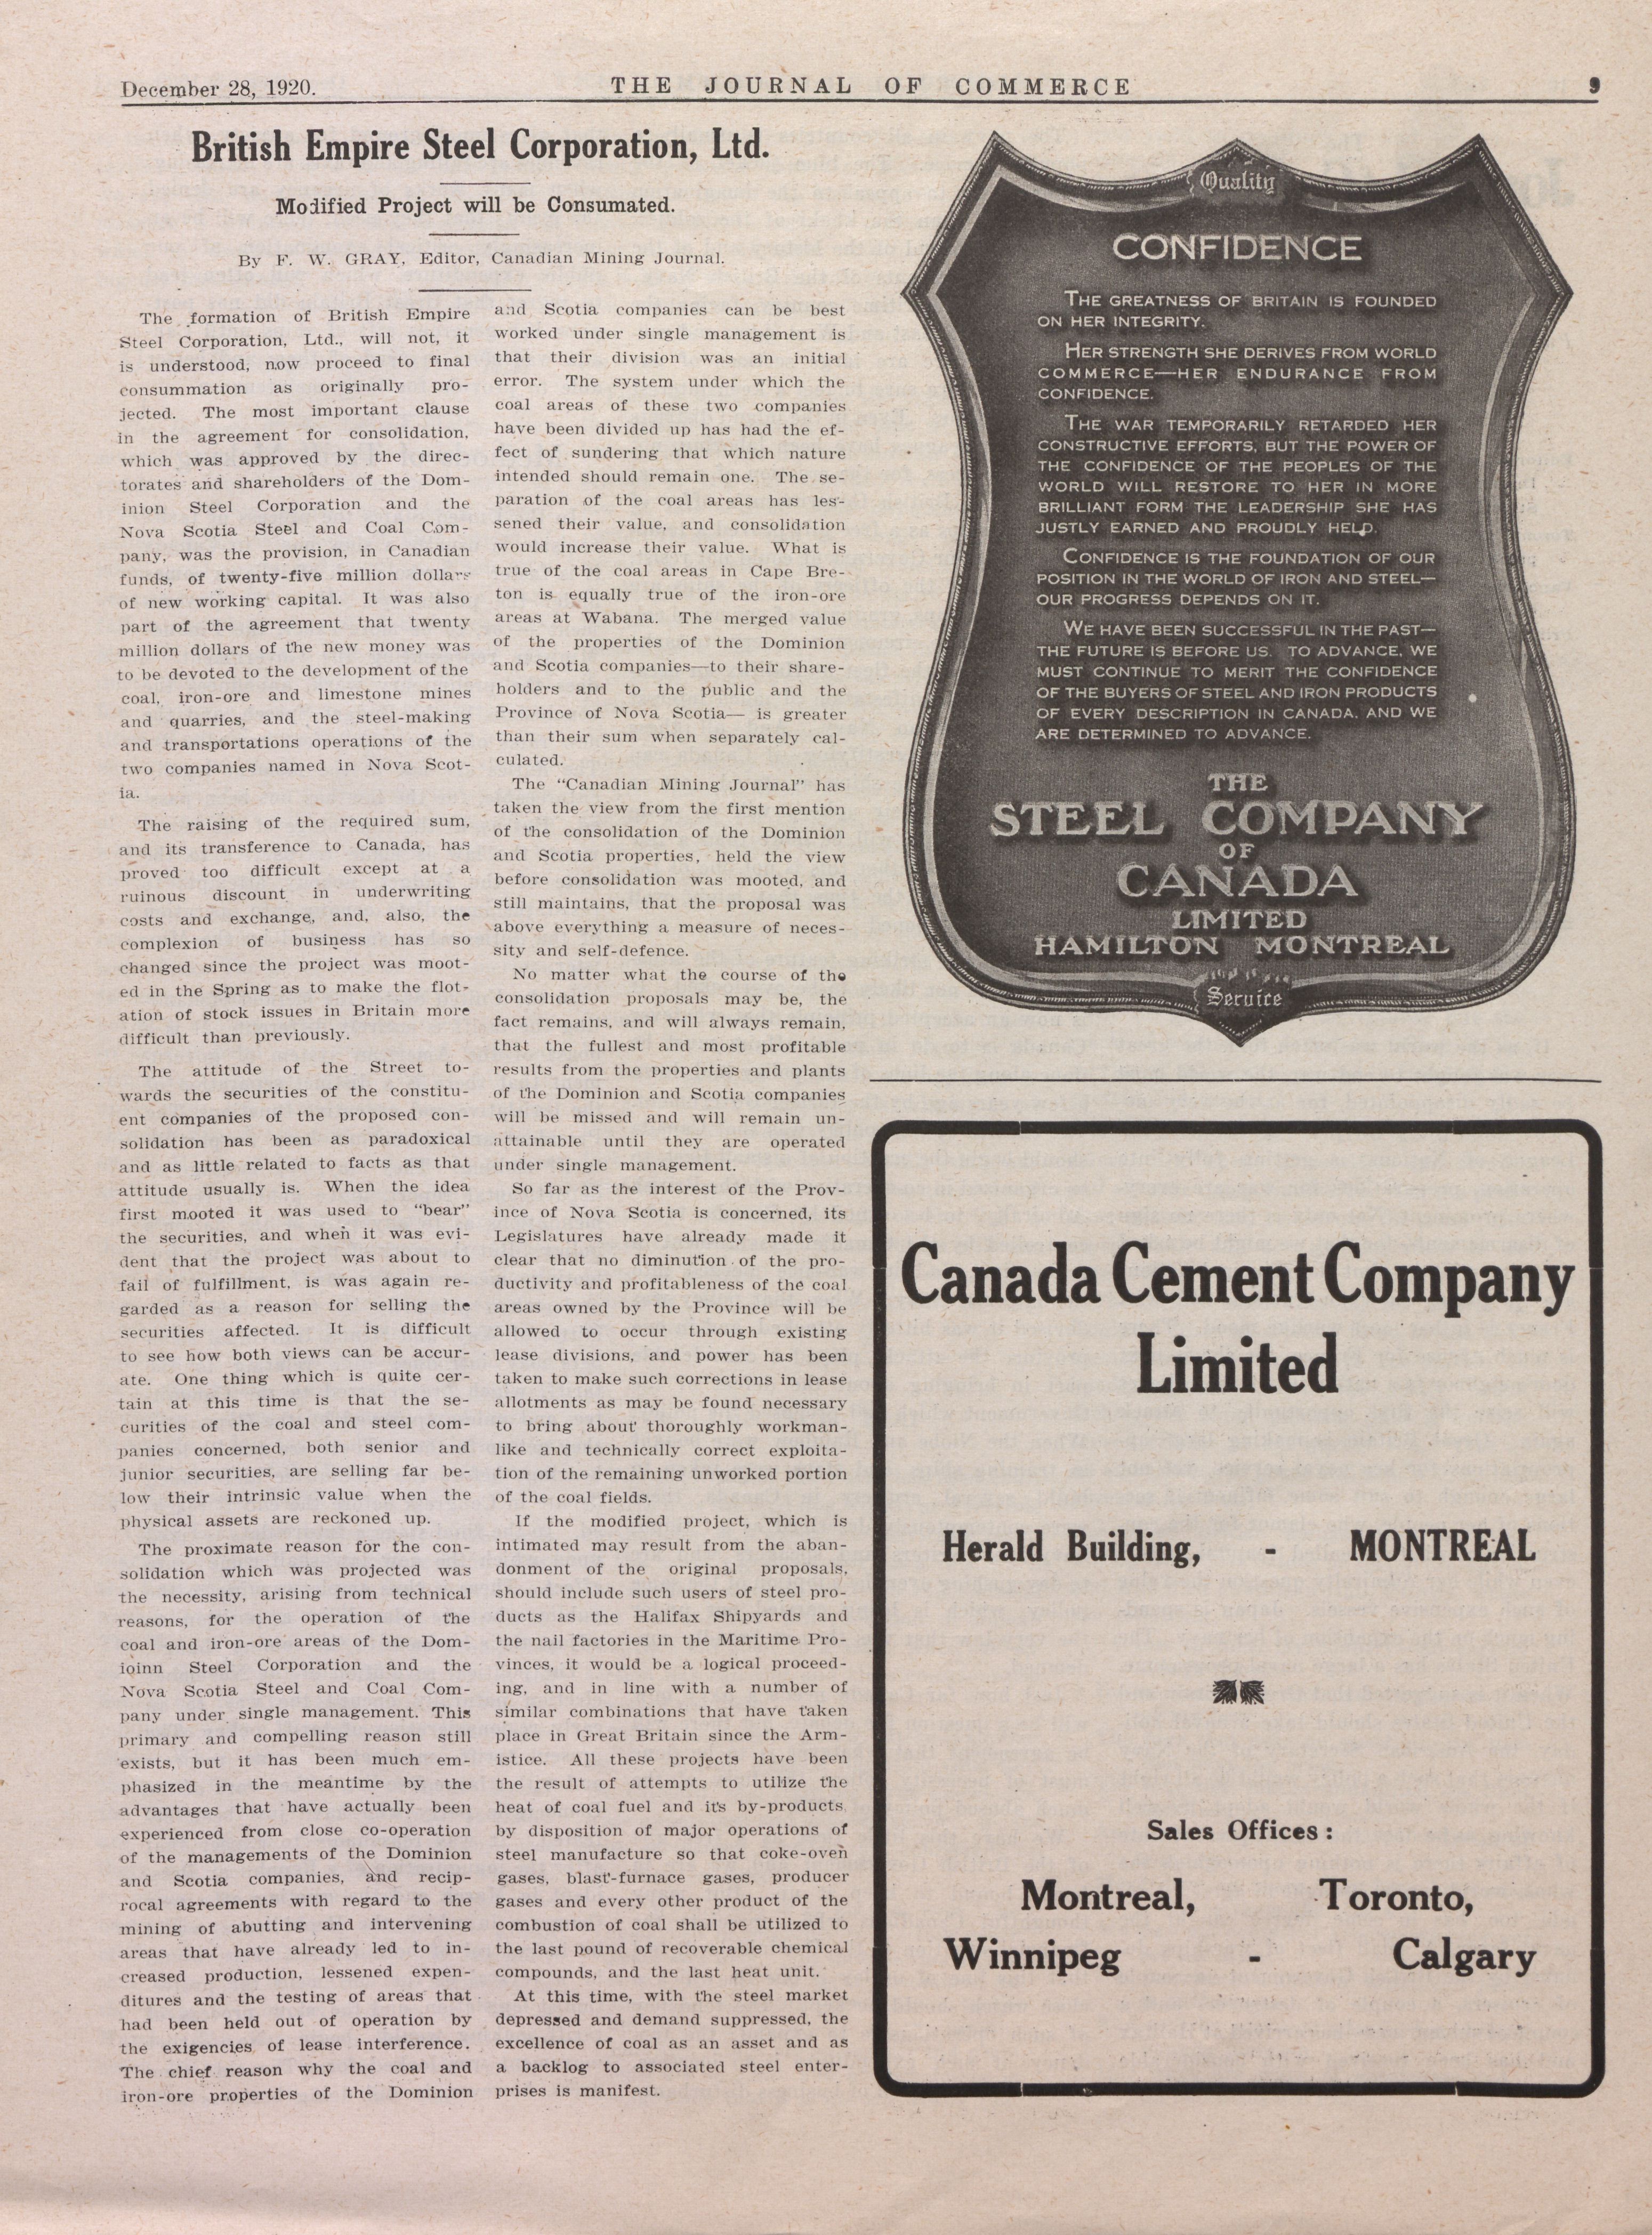 December 28, 1920.
THE JOURNAL OF COMMERCE
9
British Empire Steel Corporation, Ltd.
Modified Project will be Consumated.
By F. W. GRAY, Editor, Canadian Mining Journal.
The formation of British Empire
Steel Corporation, Ltd., will not, it
is understood, now proceed to final
consummation as originally pro-
jected. The most important clause
in the agreement for consolidation,
which was approved by the direc-
torates and shareholders of the Dom-
inion Steel Corporation and the
Nova Scotia Steel and Coal Com-
pany, was the provision, in Canadian
funds, of twenty-five million dollars
of new working capital. It was also
part of the agreement that twenty
million dollars of the new money was
to be devoted to the development of the
coal, iron-ore and limestone mines
and quarries, and the steel-making
and transportations operations of the
two companies named in Nova Scot-
ia.
The raising of the required sum,
and its transference to Canada, has
proved too difficult except at a
ruinous discount in underwriting
costs and exchange, and, also, the
complexion of business has so
changed since the project was moot-
ed in the Spring as to make the flot-
ation of stock issues in Britain more
difficult than previously.
The attitude of the Street to-
wards the securities of the constitu-
ent companies of the proposed con-
solidation has been as paradoxical
and as little related to facts as that
attitude usually is. When the idea
first mooted it was used to "bear"
the securities, and when it was evi-
dent that the project was about to
fail of fulfillment, is was again re-
garded as a reason for selling the
securities affected. It is difficult
to see how both views can be accur-
ate. One thing which is quite cer-
tain at this time is that the se-
curities of the coal and steel com-
panies concerned, both senior and
junior securities, are selling far be-
low their intrinsic value when the
physical assets are reckoned up.
The proximate reason for the con-
solidation which was projected was
the necessity, arising from technical
reasons, for the operation of the
coal and iron-ore areas of the Dom-
ioinn Steel Corporation and the
Nova Scotia Steel and Coal Com-
pany under single management. This
primary and compelling reason still
exists, but it has been much em-
phasized in the meantime by the
advantages that have actually been
experienced from close co-operation
of the managements of the Dominion
and Scotia companies, and recip-
rocal agreements with regard to the
mining of abutting and intervening
areas that have already led to in-
creased production, lessened expen-
ditures and the testing of areas that
had been held out of operation by
the exigencies of lease interference.
The chief reason why the coal and
iron-ore properties of the Dominion
and Scotia companies can be best
worked under single management is
that their division was an initial
error. The system under which the
coal areas of these two companies
have been divided up has had the ef-
fect of sundering that which nature
intended should remain one. The se-
paration of the coal areas has les-
sened their value, and consolidation
would increase their value. What is
true of the coal areas in Cape Bre-
ton is equally true of the iron-ore
areas at Wabana. The merged value
of the properties of the Dominion
and Scotia companies—to their share-
holders and to the public and the
Province of Nova Scotia— is greater
than their sum when separately cal-
culated.
The "Canadian Mining Journal" has
taken the view from the first mention
of the consolidation of the Dominion
and Scotia properties, held the view
before consolidation was mooted, and
still maintains, that the proposal was
above everything a measure of neces-
sity and self-defence.
No matter what the course of the
consolidation proposals may be, the
fact remains, and will always remain,
that the fullest and most profitable
results from the properties and plants
of the Dominion and Scotia companies
will be missed and will remain un-
attainable until they are operated
under single management.
So far as the interest of the Prov-
ince of Nova Scotia is concerned, its
Legislatures have already made it
clear that no diminution of the pro-
ductivity and profitableness of the coal
areas owned by the Province will be
allowed to occur through existing
lease divisions, and power has been
taken to make such corrections in lease
allotments as may be found necessary
to bring about thoroughly workman-
like and technically correct exploita-
tion of the remaining unworked portion
of the coal fields.
If the modified project, which is
intimated may result from the aban-
donment of the original proposals,
should include such users of steel pro-
ducts as the Halifax Shipyards and
the nail factories in the Maritime Pro-
vinces, it would be a logical proceed-
ing, and in line with a number of
similar combinations that have taken
place in Great Britain since the Arm-
istice. All these projects have been
the result of attempts to utilize the
heat of coal fuel and it's by-products
by disposition of major operations of
steel manufacture so that coke-oven
gases, blast-furnace gases, producer
gases and every other product of the
combustion of coal shall be utilized to
the last pound of recoverable chemical
compounds, and the last heat unit.
At this time, with the steel market
depressed and demand suppressed, the
excellence of coal as an asset and as
a backlog to associated steel enter-
prises is manifest.
Quality
CONFIDENCE
THE GREATNESS OF BRITAIN IS FOUNDED
ON HER INTEGRITY.
HER STRENGTH SHE DERIVES FROM WORLD
COMMERCE—HER ENDURANCE FROM
CONFIDENCE.
THE WAR TEMPORARILY RETARDED HER
CONSTRUCTIVE EFFORTS, BUT THE POWER OF
THE CONFIDENCE OF THE PEOPLES OF THE
WORLD WILL RESTORE TO HER IN MORE
BRILLIANT FORM THE LEADERSHIP SHE HAS
JUSTLY EARNED AND PROUDLY HELD.
CONFIDENCE IS THE FOUNDATION OF OUR
POSITION IN THE WORLD OF IRON AND STEEL—
OUR PROGRESS DEPENDS ON IT.
WE HAVE BEEN SUCCESSFUL IN THE PAST—
THE FUTURE IS BEFORE US. TO ADVANCE, WE
MUST CONTINUE TO MERIT THE CONFIDENCE
OF THE BUYERS OF STEEL AND IRON PRODUCTS
OF EVERY DESCRIPTION IN CANADA. AND WE
ARE DETERMINED TO ADVANCE.
THE
STEEL COMPANY
OF
CANADA
LIMITED
HAMILTON MONTREAL
Service
Canada Cement Company
Limited
Herald Building, - MONTREAL
Sales Offices:
Montreal, Toronto,
Winnipeg - Calgary